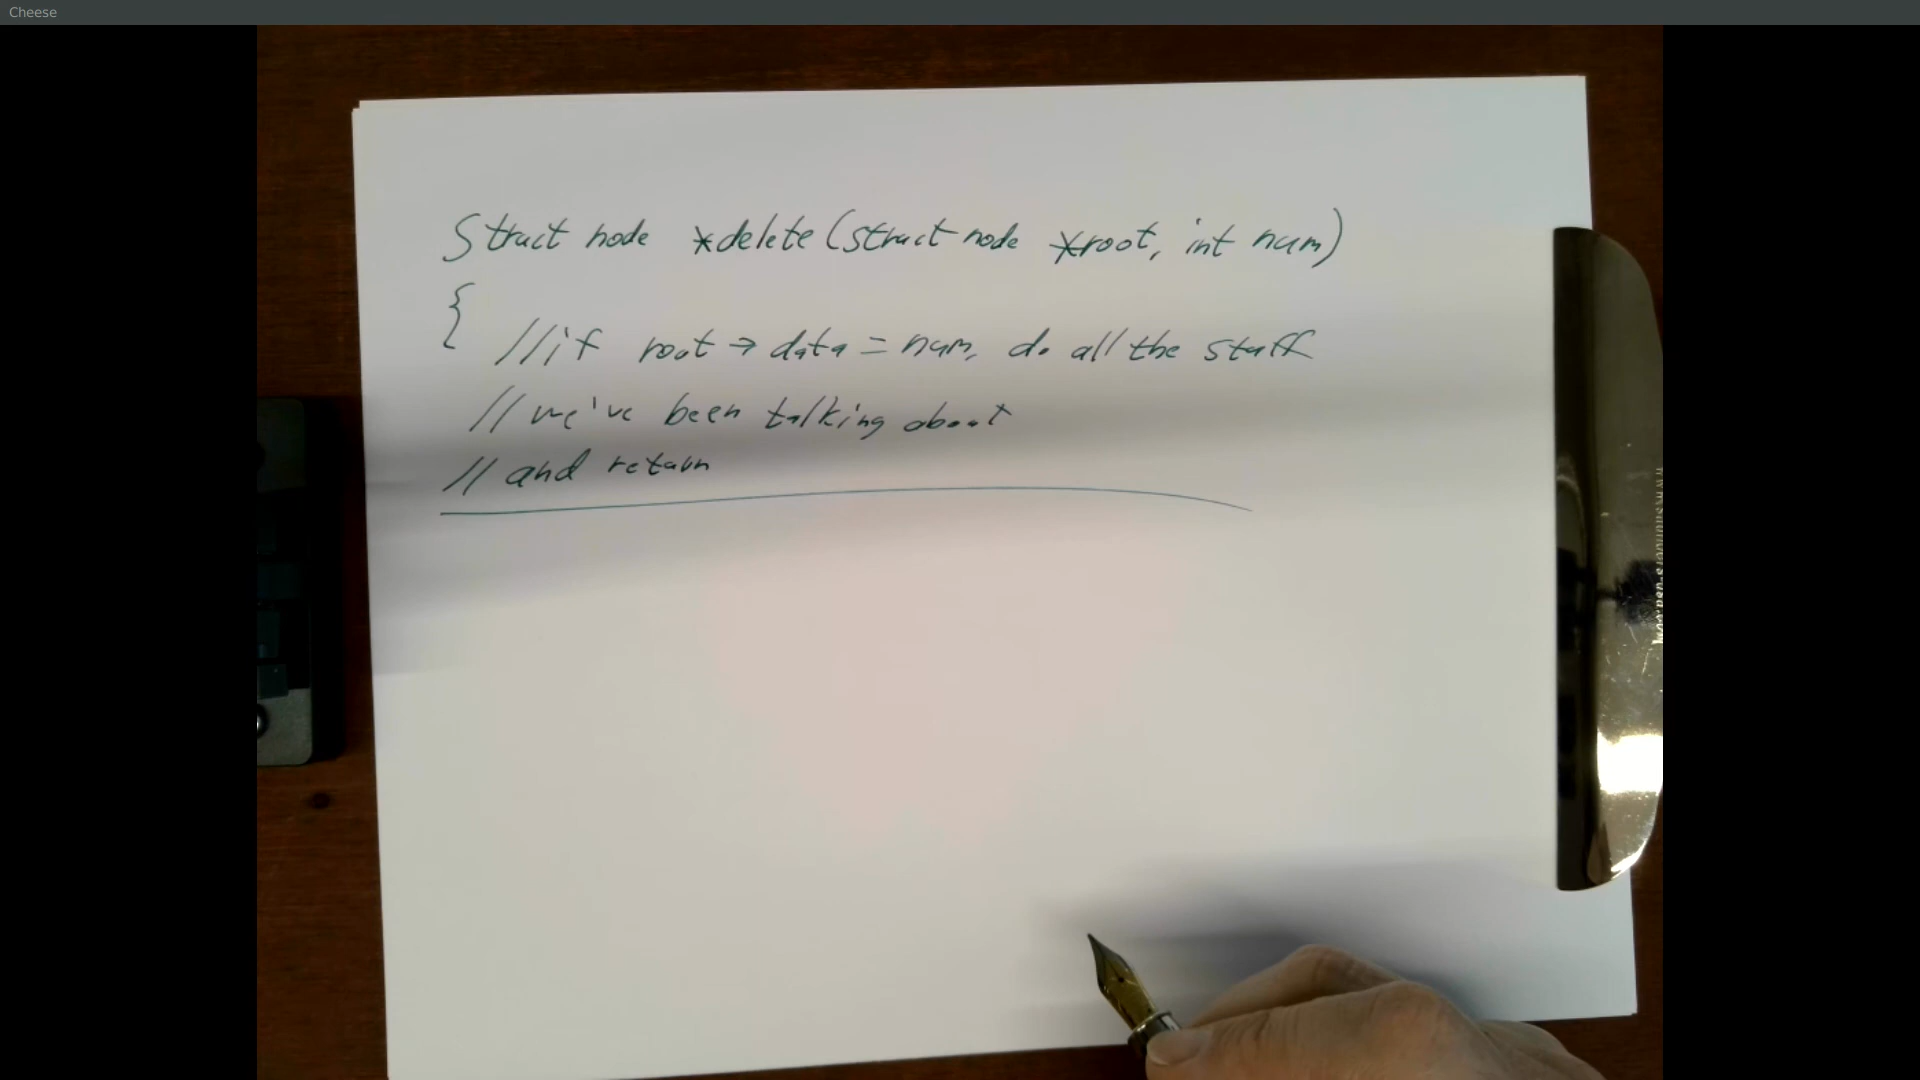 Cheese
Struct node *delete(struct node *root, int num)
{
//if root → data = num, do all the stuff
// we've been talking about
// and return